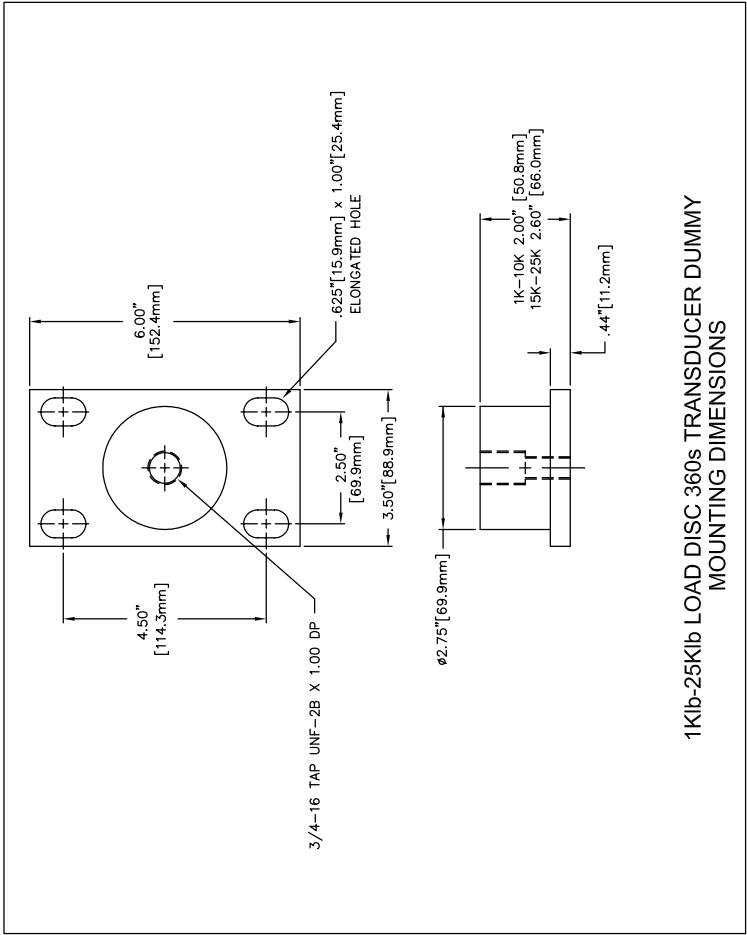 6.00"
[152.4mm]
.625"[15.9mm] x 1.00"[25.4mm]
ELONGATED HOLE
4.50"
[114.3mm]
2.50"
[69.9mm]
3.50"[88.9mm]
3/4-16 TAP UNF-2B X 1.00 DP
1K-10K 2.00" [50.8mm]
15K-25K 2.60" [66.0mm]
.44"[11.2mm]
ø2.75"[69.9mm]
1Klb-25Klb LOAD DISC 360s TRANSDUCER DUMMY
MOUNTING DIMENSIONS